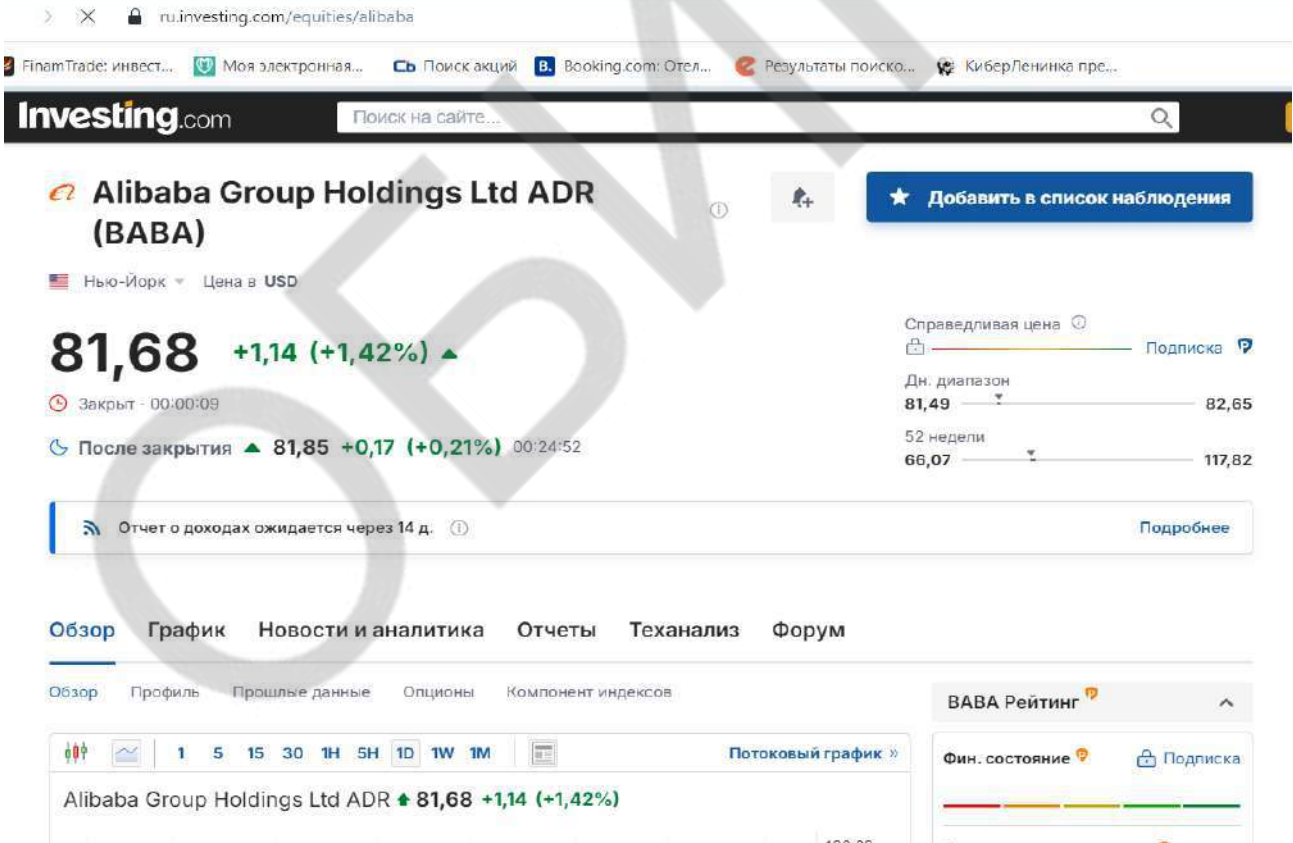 ru.investing.com/equities/alibaba
FinamTrade: инвест... Моя электронная... Сb Поиск акций B. Booking.com: Отел... Результаты поиско... КиберЛенинка пре...
Investing.com Поиск на сайте...
Alibaba Group Holdings Ltd ADR
(BABA)
Добавить в список наблюдения
Нью-Йорк Цена в USD
81,68 +1,14 (+1,42%)
Закрыт - 00:00:09
После закрытия 81,85 +0,17 (+0,21%) 00:24:52
Справедливая цена
Подписка
Дн. диапазон
81,49 82,65
52 недели
66,07 117,82
Отчет о доходах ожидается через 14 д. Подробнее
Обзор График Новости и аналитика Отчеты Теханализ Форум
Обзор Профиль Прошлые данные Опционы Компонент индексов
BABA Рейтинг
1 5 15 30 1H 5H 1D 1W 1M Потоковый график »
Фин. состояние Подписка
Alibaba Group Holdings Ltd ADR 81,68 +1,14 (+1,42%)